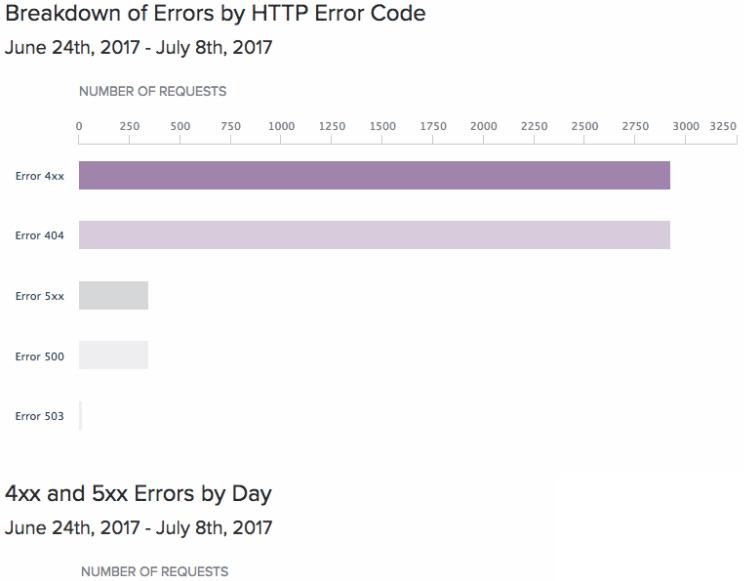 Breakdown of Errors by HTTP Error Code
June 24th, 2017 - July 8th, 2017
NUMBER OF REQUESTS
0 250 500 750 1000 1250 1500 1750 2000 2250 2500 2750 3000 3250
Error 4xx
Error 404
Error 5xx
Error 500
Error 503
4xx and 5xx Errors by Day
June 24th, 2017 - July 8th, 2017
NUMBER OF REQUESTS